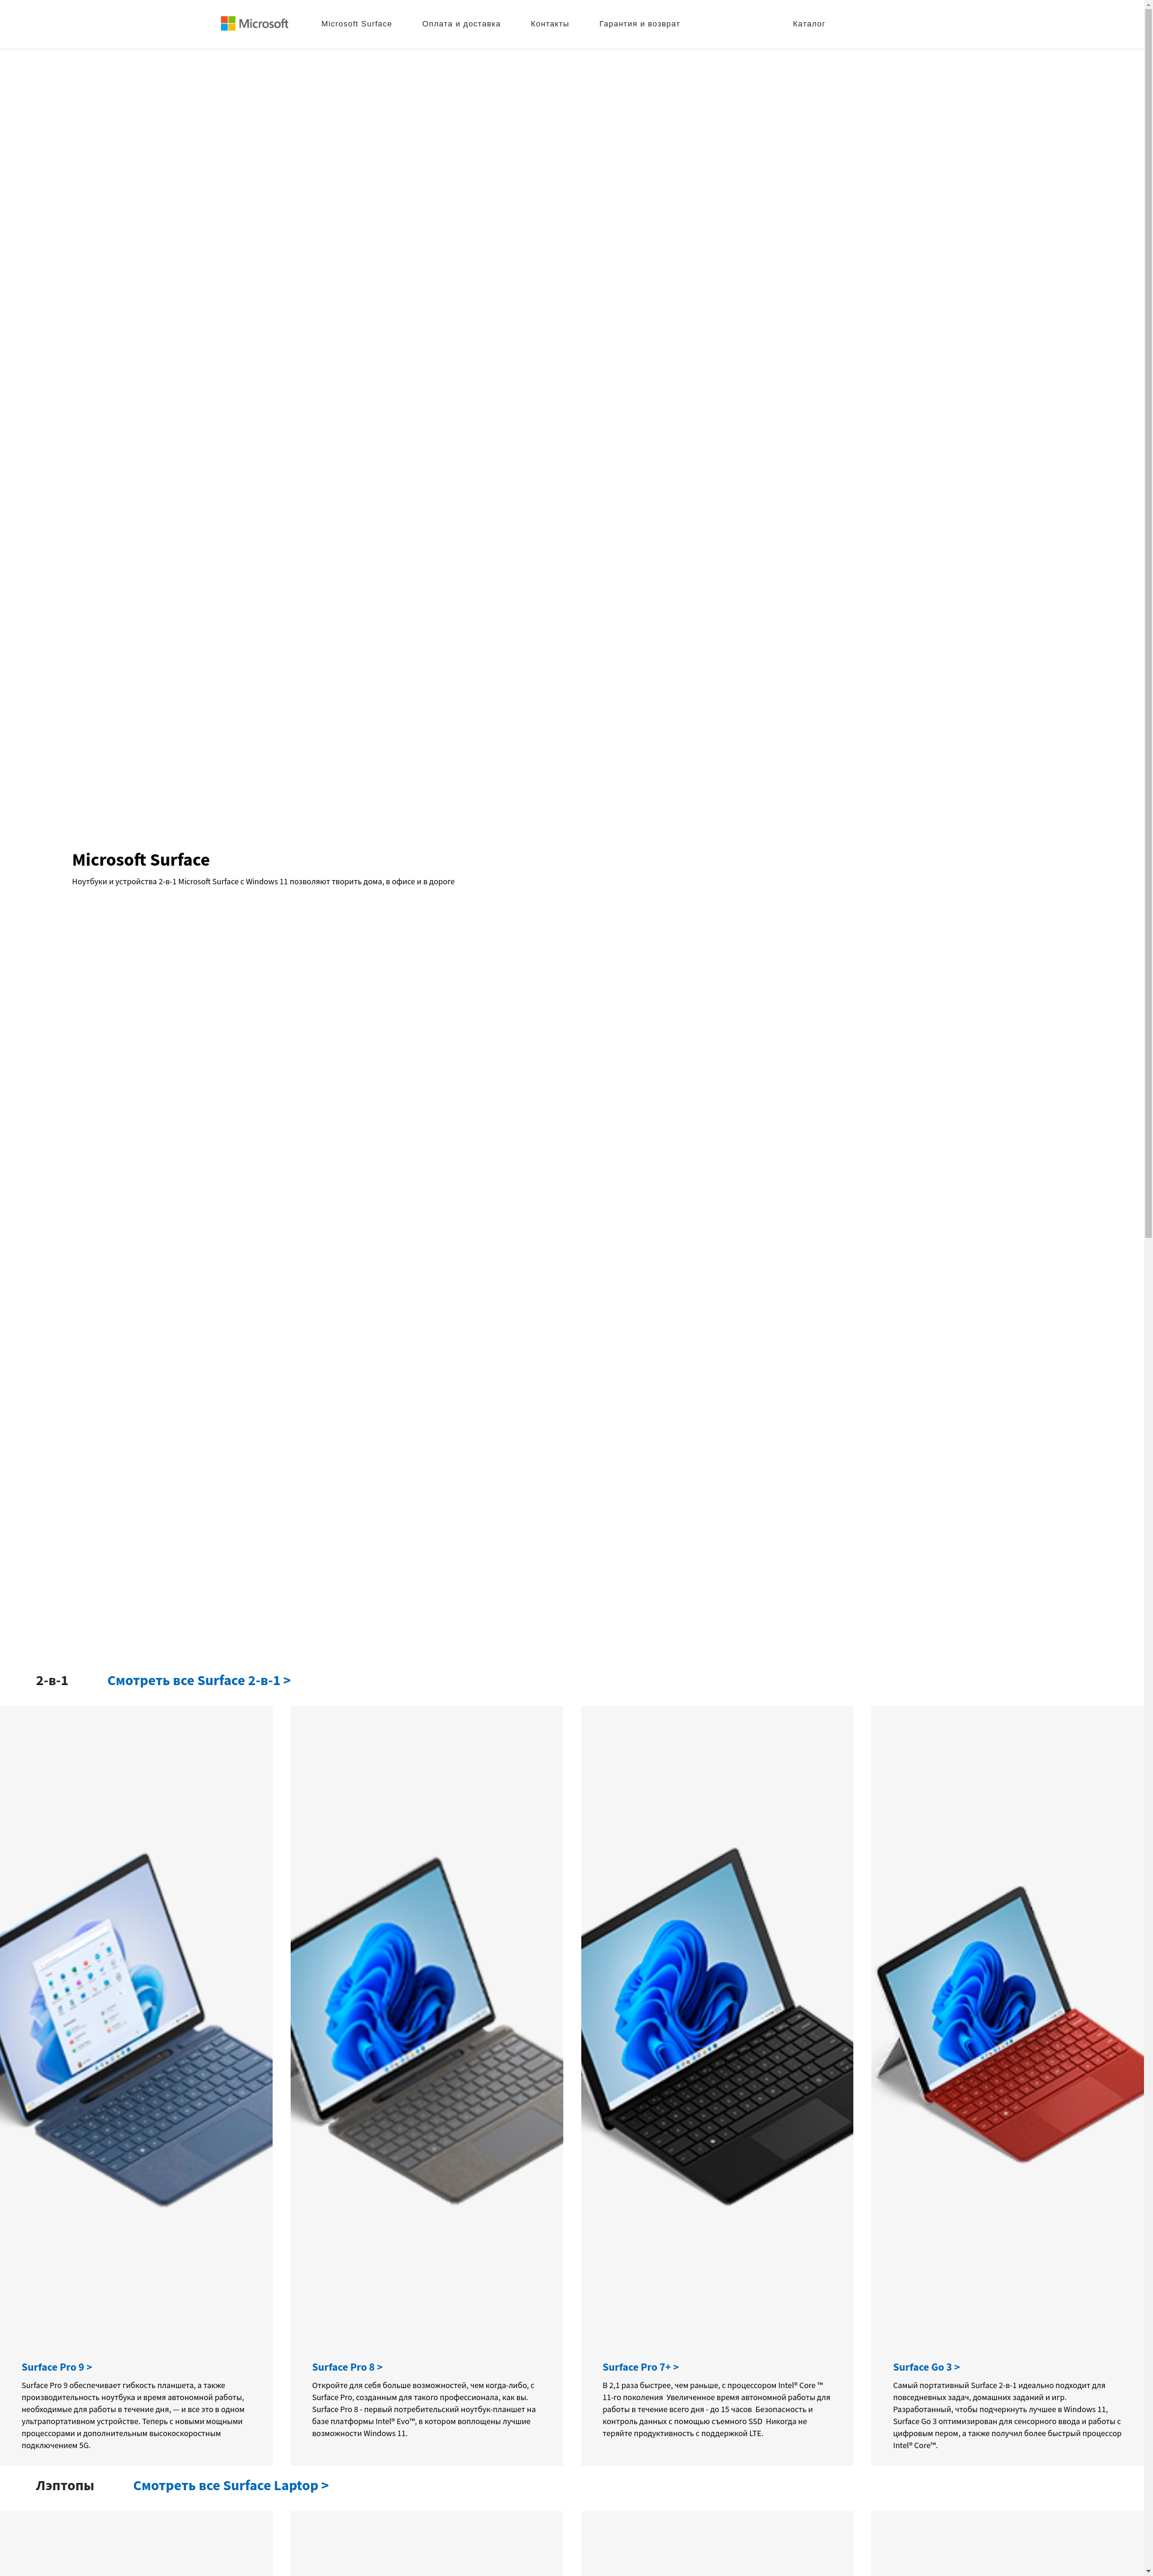 Microsoft
Microsoft Surface
Оплата и доставка
Контакты
Гарантия и возврат
Каталог
Microsoft Surface
Ноутбуки и устройства 2-в-1 Microsoft Surface с Windows 11 позволяют творить дома, в офисе и в дороге
2-в-1
Смотреть все Surface 2-в-1 >
Surface Pro 9 >
Surface Pro 9 обеспечивает гибкость планшета, а также
производительность ноутбука и время автономной работы,
необходимые для работы в течение дня, — и все это в одном
ультрапортативном устройстве. Теперь с новыми мощными
процессорами и дополнительным высокоскоростным
подключением 5G.
Surface Pro 8 >
Откройте для себя больше возможностей, чем когда-либо, с
Surface Pro, созданным для такого профессионала, как вы.
Surface Pro 8 - первый потребительский ноутбук-планшет на
базе платформы Intel® Evo™, в котором воплощены лучшие
возможности Windows 11.
Surface Pro 7+ >
В 2,1 раза быстрее, чем раньше, с процессором Intel® Core ™
11-го поколения  Увеличенное время автономной работы для
работы в течение всего дня - до 15 часов  Безопасность и
контроль данных с помощью съемного SSD  Никогда не
теряйте продуктивность с поддержкой LTE.
Surface Go 3 >
Самый портативный Surface 2-в-1 идеально подходит для
повседневных задач, домашних заданий и игр.
Разработанный, чтобы подчеркнуть лучшее в Windows 11,
Surface Go 3 оптимизирован для сенсорного ввода и работы с
цифровым пером, а также получил более быстрый процессор
Intel® Core™.
Лэптопы
Смотреть все Surface Laptop >